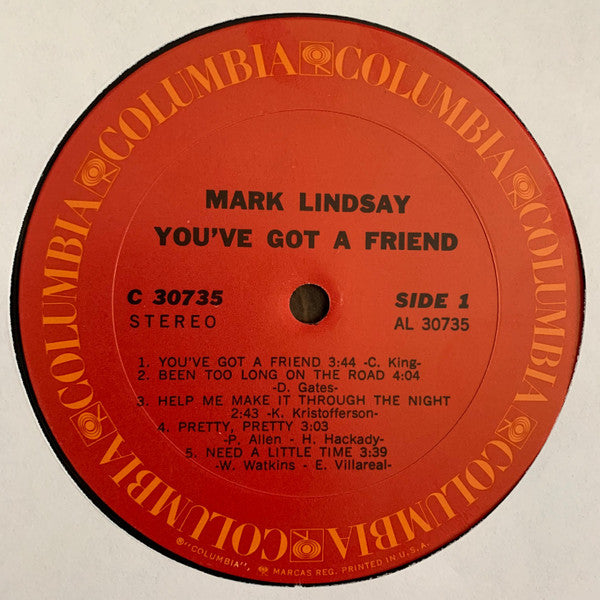 COLUMBIA COLUMBIA COLUMBIA COLUMBIA COLUMBIA COLUMBIA COLUMBIA COLUMBIA
MARK LINDSAY
YOU'VE GOT A FRIEND
C 30735 SIDE 1
STEREO AL 30735
1. YOU'VE GOT A FRIEND 3:44 -C. King-
2. BEEN TOO LONG ON THE ROAD 4:04
-D. Gates-
3. HELP ME MAKE IT THROUGH THE NIGHT
2:43 -K. Kristofferson-
4. PRETTY, PRETTY 3:03
-P. Allen - H. Hackady-
5. NEED A LITTLE TIME 3:39
-W. Watkins - E. Villareal-
®"COLUMBIA", MARCAS REG. PRINTED IN U.S.A.